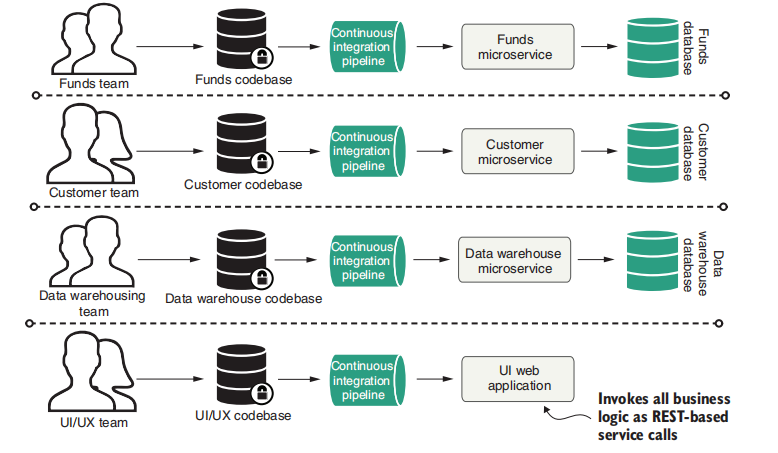 Funds team
Funds codebase
Continuous
integration
pipeline
Funds
microservice
Funds
database
Customer team
Customer codebase
Continuous
integration
pipeline
Customer
microservice
Customer
database
Data warehousing
team
Data warehouse codebase
Continuous
integration
pipeline
Data warehouse
microservice
Data
warehouse
database
UI/UX team
UI/UX codebase
Continuous
integration
pipeline
UI web
application
Invokes all business
logic as REST-based
service calls